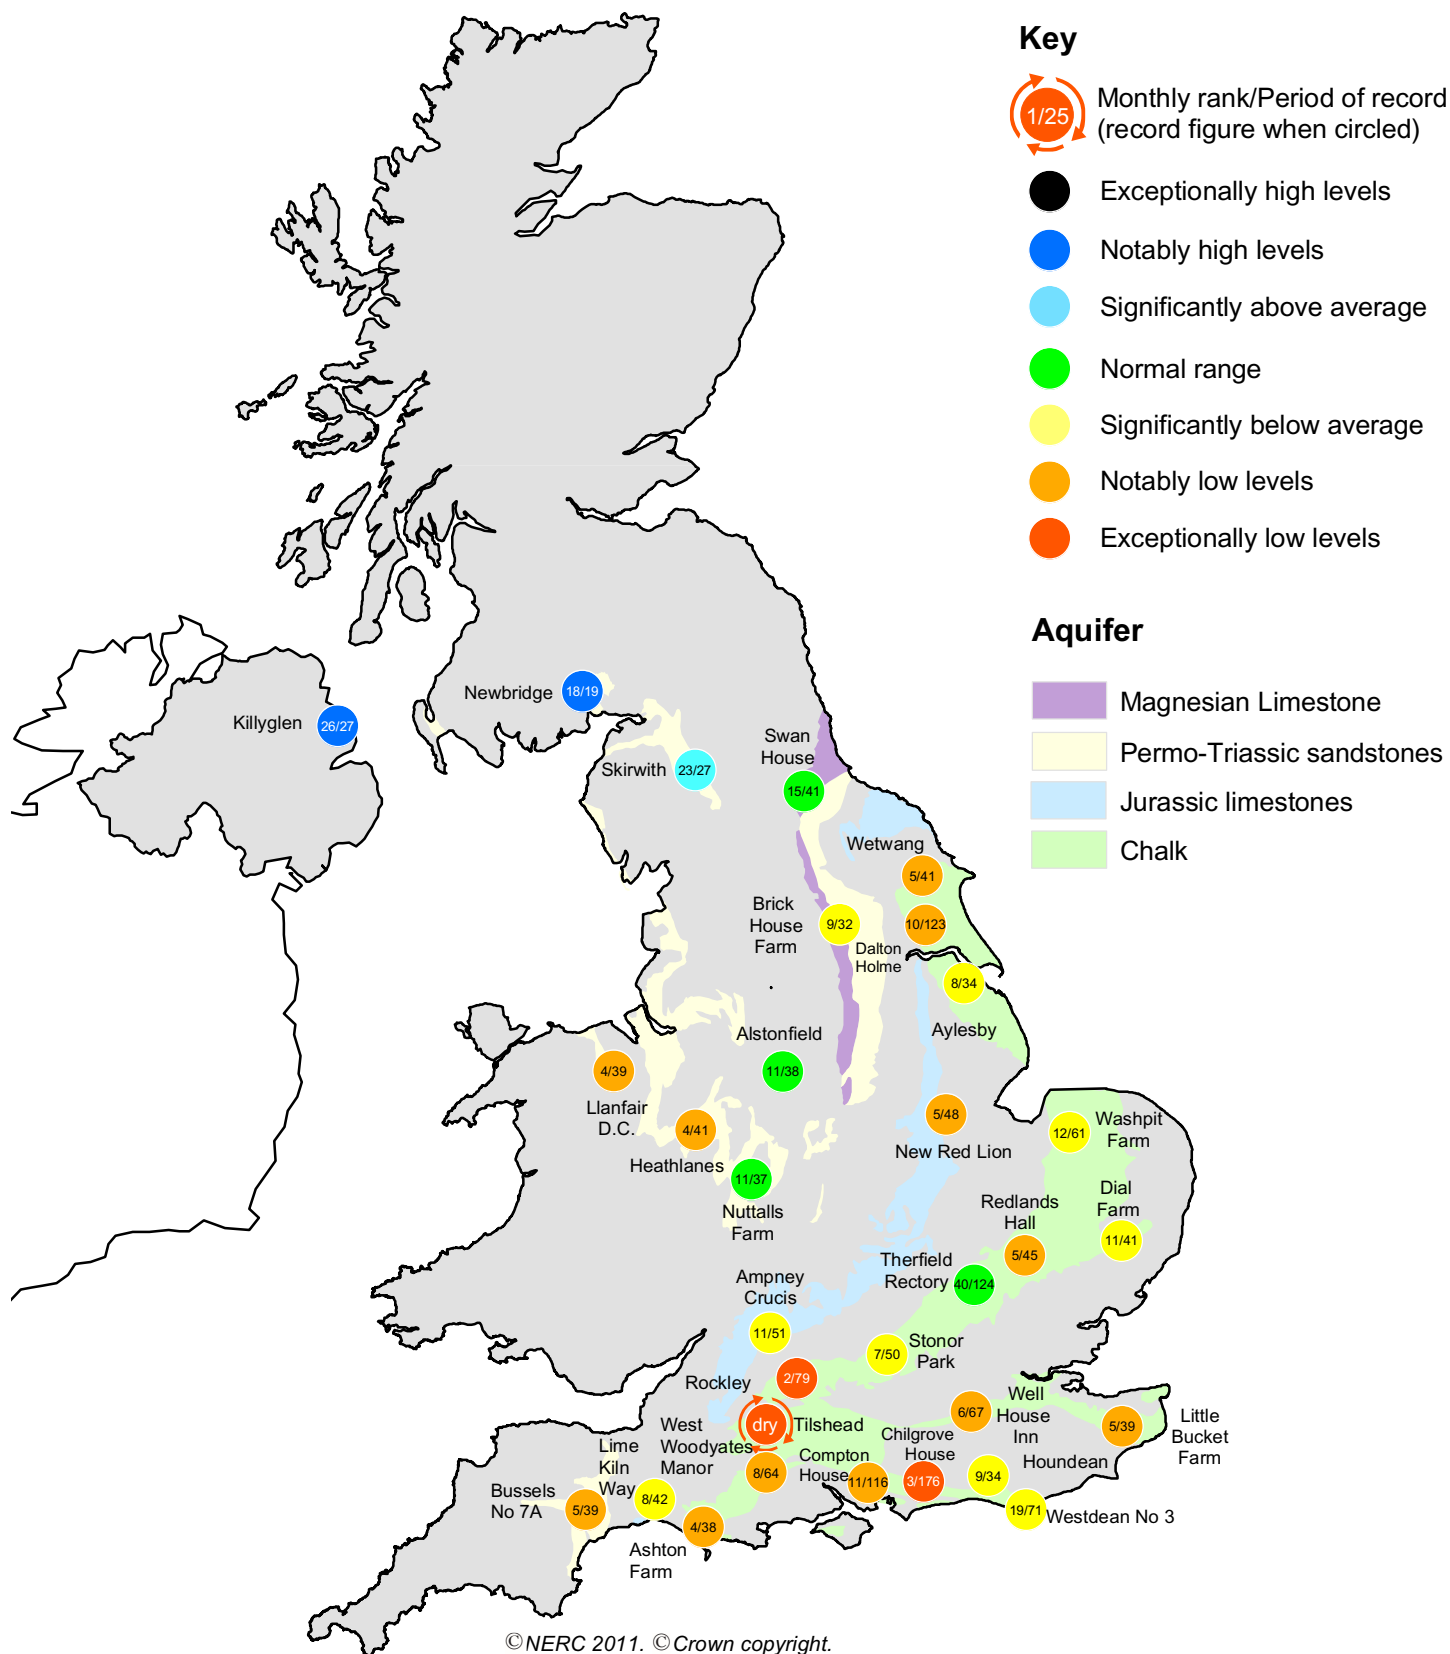 Key
1/25
Monthly rank/Period of record
(record figure when circled)
Exceptionally high levels
Notably high levels
Significantly above average
Normal range
Significantly below average
Notably low levels
Exceptionally low levels
Aquifer
Magnesian Limestone
Permo-Triassic sandstones
Jurassic limestones
Chalk
Newbridge
18/19
Killyglen
26/27
Skirwith
23/27
Swan
House
15/41
Wetwang
5/41
Brick
House
Farm
9/32
10/123
Dalton
Holme
8/34
Aylesby
Alstonfield
11/38
4/39
Llanfair
D.C.
4/41
Heathlanes
5/48
New Red Lion
12/61
Washpit
Farm
11/37
Nuttalls
Farm
Redlands
Hall
5/45
Dial
Farm
11/41
Therfield
Rectory
40/124
Ampney
Crucis
11/51
7/50
Stonor
Park
Rockley
2/79
dry
Tilshead
West
Woodyates
Manor
8/64
6/67
Well
House
Inn
5/39
Little
Bucket
Farm
Chilgrove
House
3/176
Compton
House
11/116
Houndean
9/34
19/71
Westdean No 3
Lime
Kiln
Way
8/42
Bussels
No 7A
5/39
4/38
Ashton
Farm
©NERC 2011. ©Crown copyright.